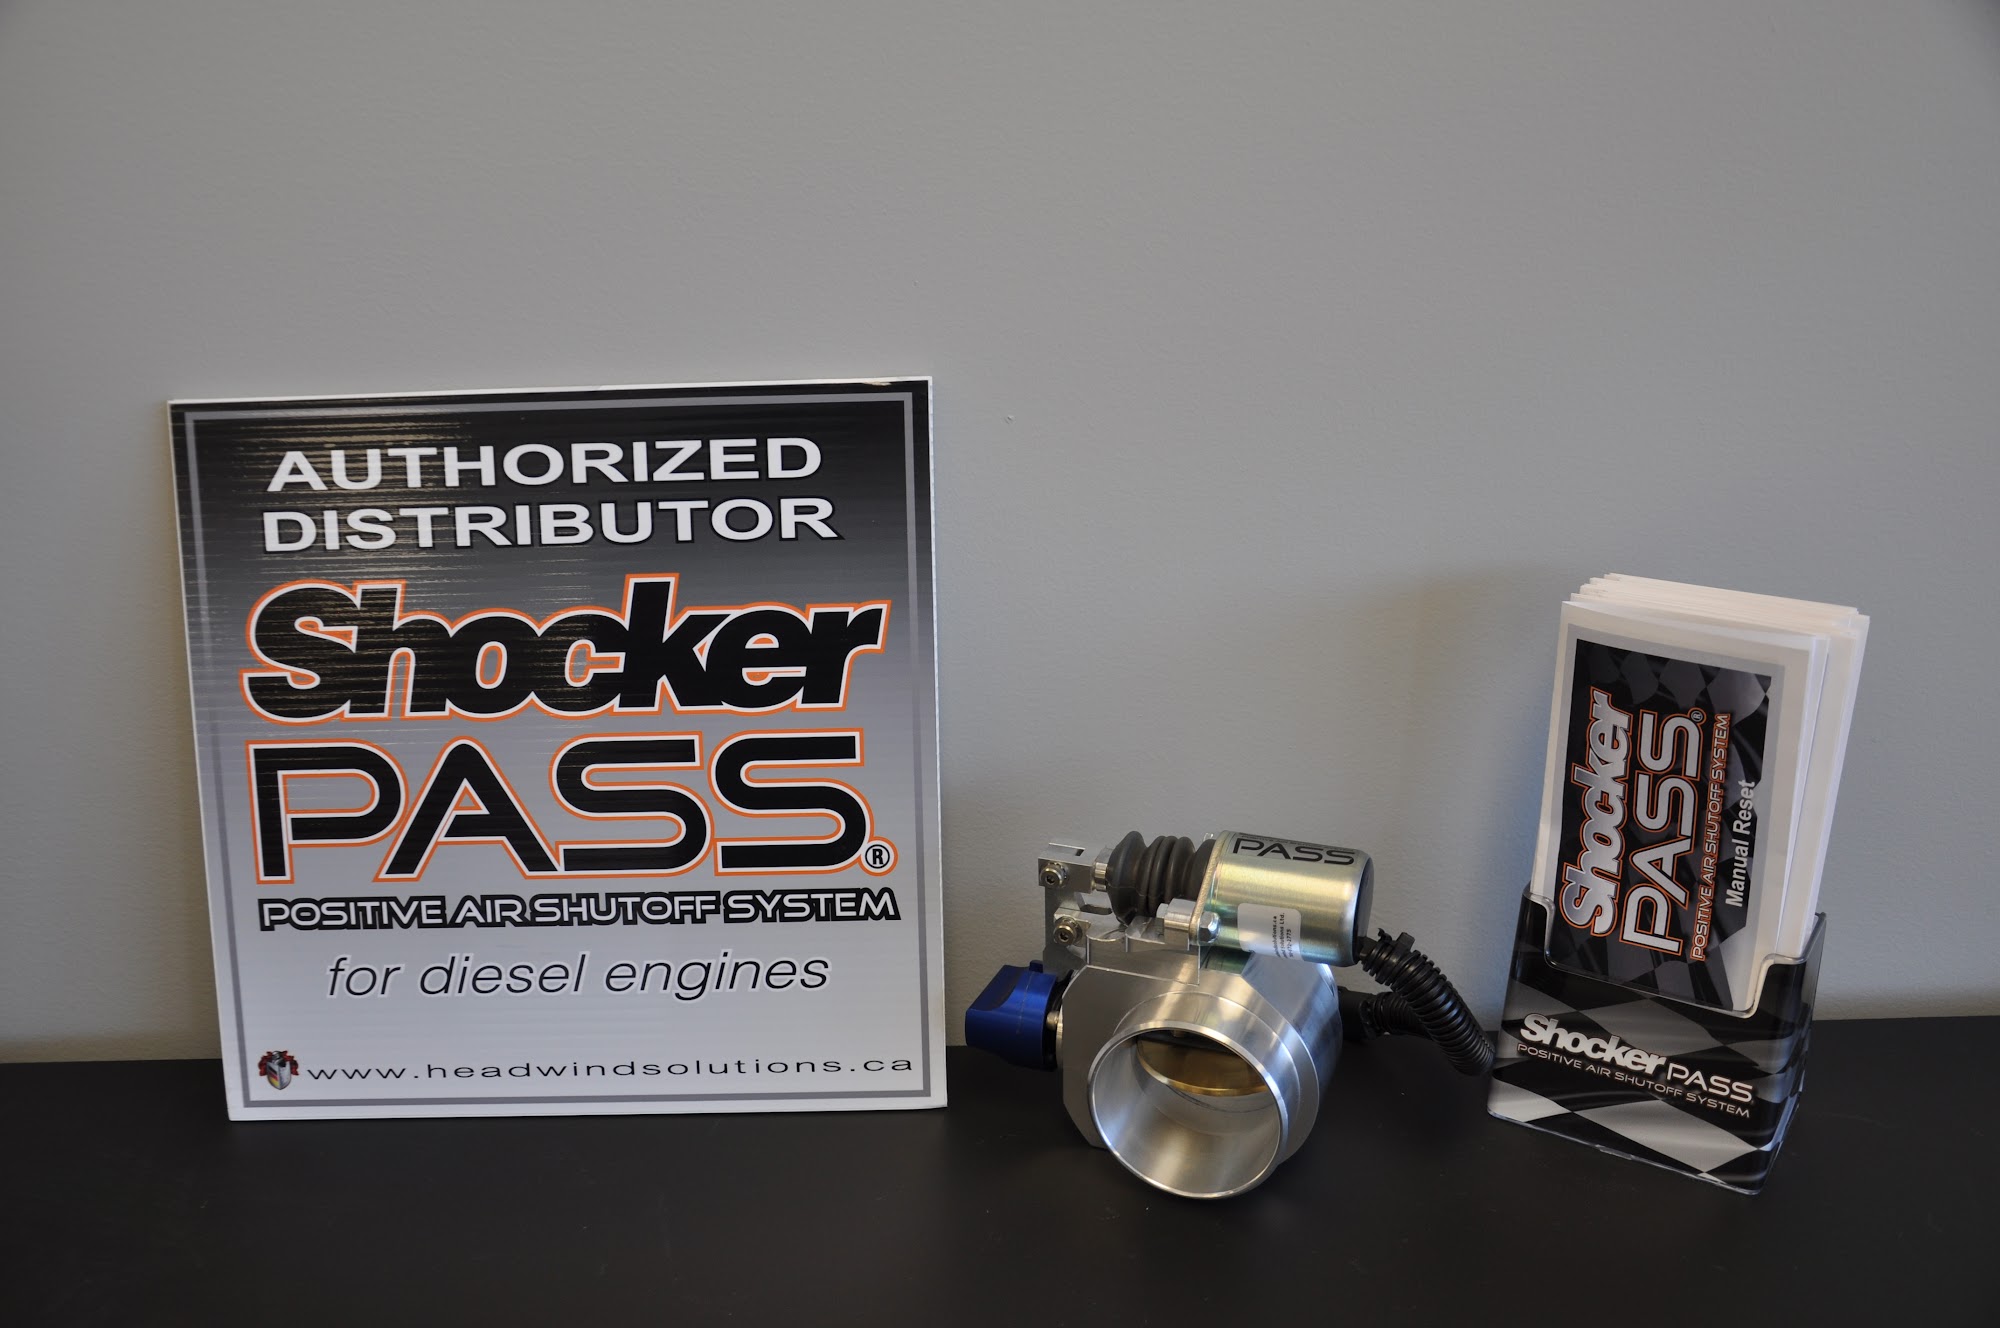 AUTHORIZED
DISTRIBUTOR
Shocker
PASS®
POSITIVE AIR SHUTOFF SYSTEM
for diesel engines
www.headwindsolutions.ca
PASS
Shocker
PASS®
POSITIVE AIR SHUTOFF SYSTEM
Manual Reset
Shocker PASS
POSITIVE AIR SHUTOFF SYSTEM